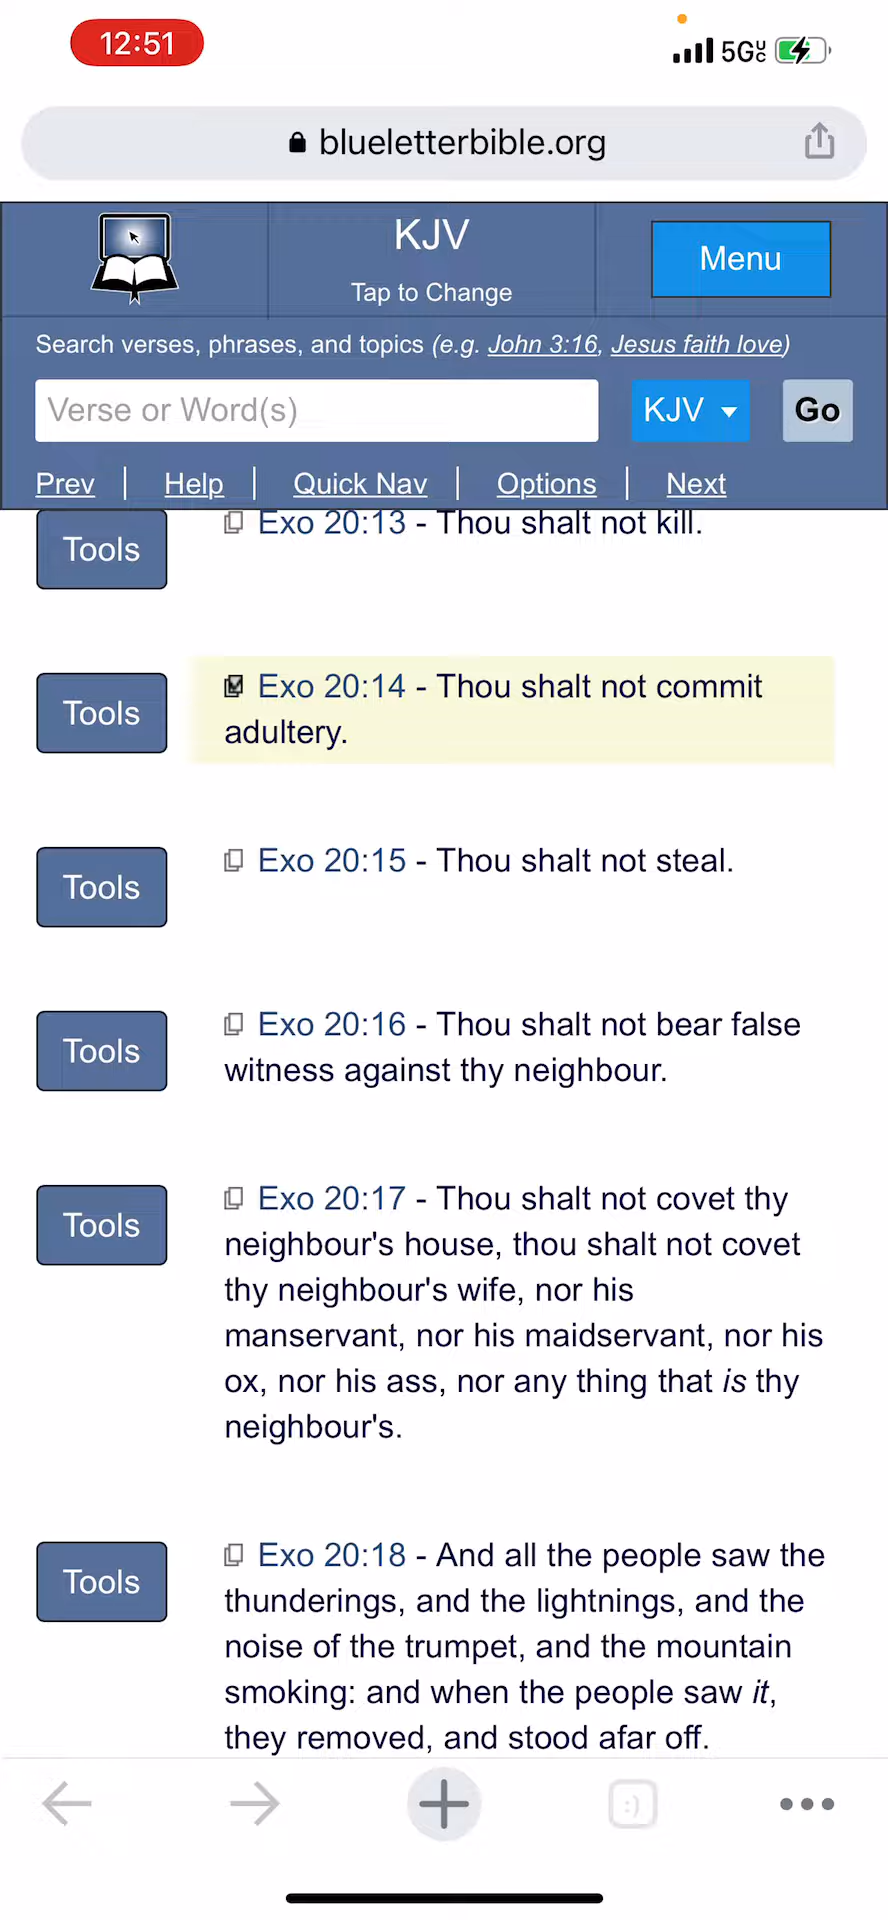 12:51
5GUC
blueletterbible.org
KJV
Tap to Change
Menu
Search verses, phrases, and topics (e.g. John 3:16, Jesus faith love)
Verse or Word(s)
KJV
Go
Prev | Help | Quick Nav | Options | Next
Tools
Exo 20:13 - Thou shalt not kill.
Tools
Exo 20:14 - Thou shalt not commit
adultery.
Tools
Exo 20:15 - Thou shalt not steal.
Tools
Exo 20:16 - Thou shalt not bear false
witness against thy neighbour.
Tools
Exo 20:17 - Thou shalt not covet thy
neighbour's house, thou shalt not covet
thy neighbour's wife, nor his
manservant, nor his maidservant, nor his
ox, nor his ass, nor any thing that is thy
neighbour's.
Tools
Exo 20:18 - And all the people saw the
thunderings, and the lightnings, and the
noise of the trumpet, and the mountain
smoking: and when the people saw it,
they removed, and stood afar off.
:)